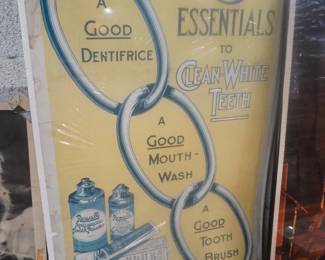 A
GOOD
DENTIFRICE
ESSENTIALS
TO
CLEAN-WHITE
TEETH
A
GOOD
MOUTH-
WASH
A
GOOD
TOOTH
BRUSH